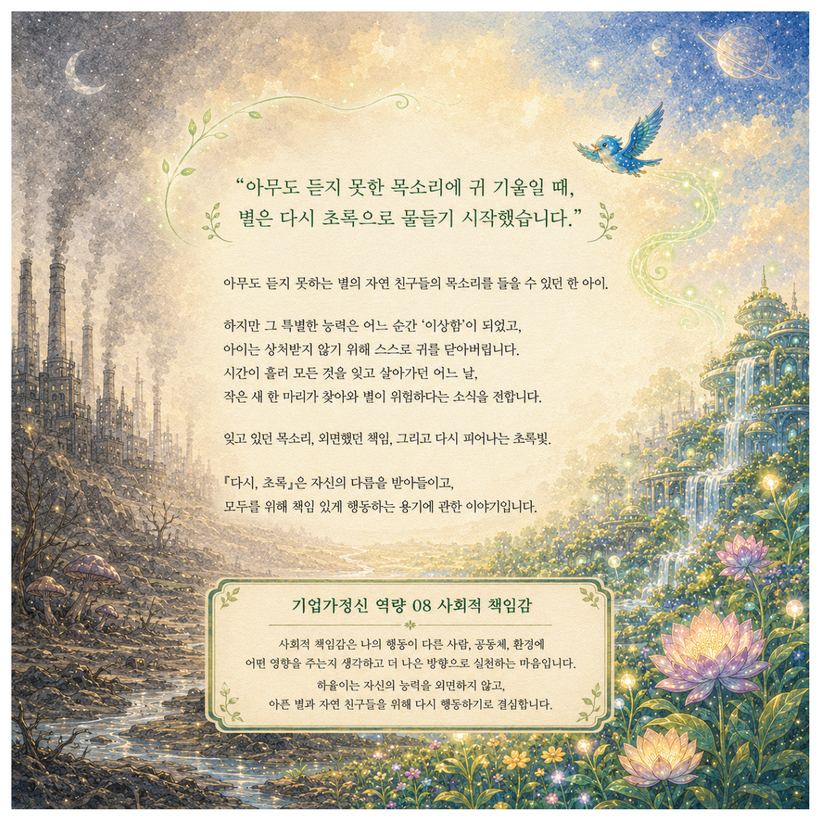 “아무도 듣지 못한 목소리에 귀 기울일 때,
별은 다시 초록으로 물들기 시작했습니다.”
아무도 듣지 못하는 별의 자연 친구들의 목소리를 들을 수 있던 한 아이.
하지만 그 특별한 능력은 어느 순간 ‘이상함’이 되었고,
아이는 상처받지 않기 위해 스스로 귀를 닫아버립니다.
시간이 흘러 모든 것을 잊고 살아가던 어느 날,
작은 새 한 마리가 찾아와 별이 위험하다는 소식을 전합니다.
잊고 있던 목소리, 외면했던 책임, 그리고 다시 피어나는 초록빛.
『다시, 초록』은 자신의 다름을 받아들이고,
모두를 위해 책임 있게 행동하는 용기에 관한 이야기입니다.
기업가정신 역량 08 사회적 책임감
사회적 책임감은 나의 행동이 다른 사람, 공동체, 환경에
어떤 영향을 주는지 생각하고 더 나은 방향으로 실천하는 마음입니다.
하율이는 자신의 능력을 외면하지 않고,
아픈 별과 자연 친구들을 위해 다시 행동하기로 결심합니다.